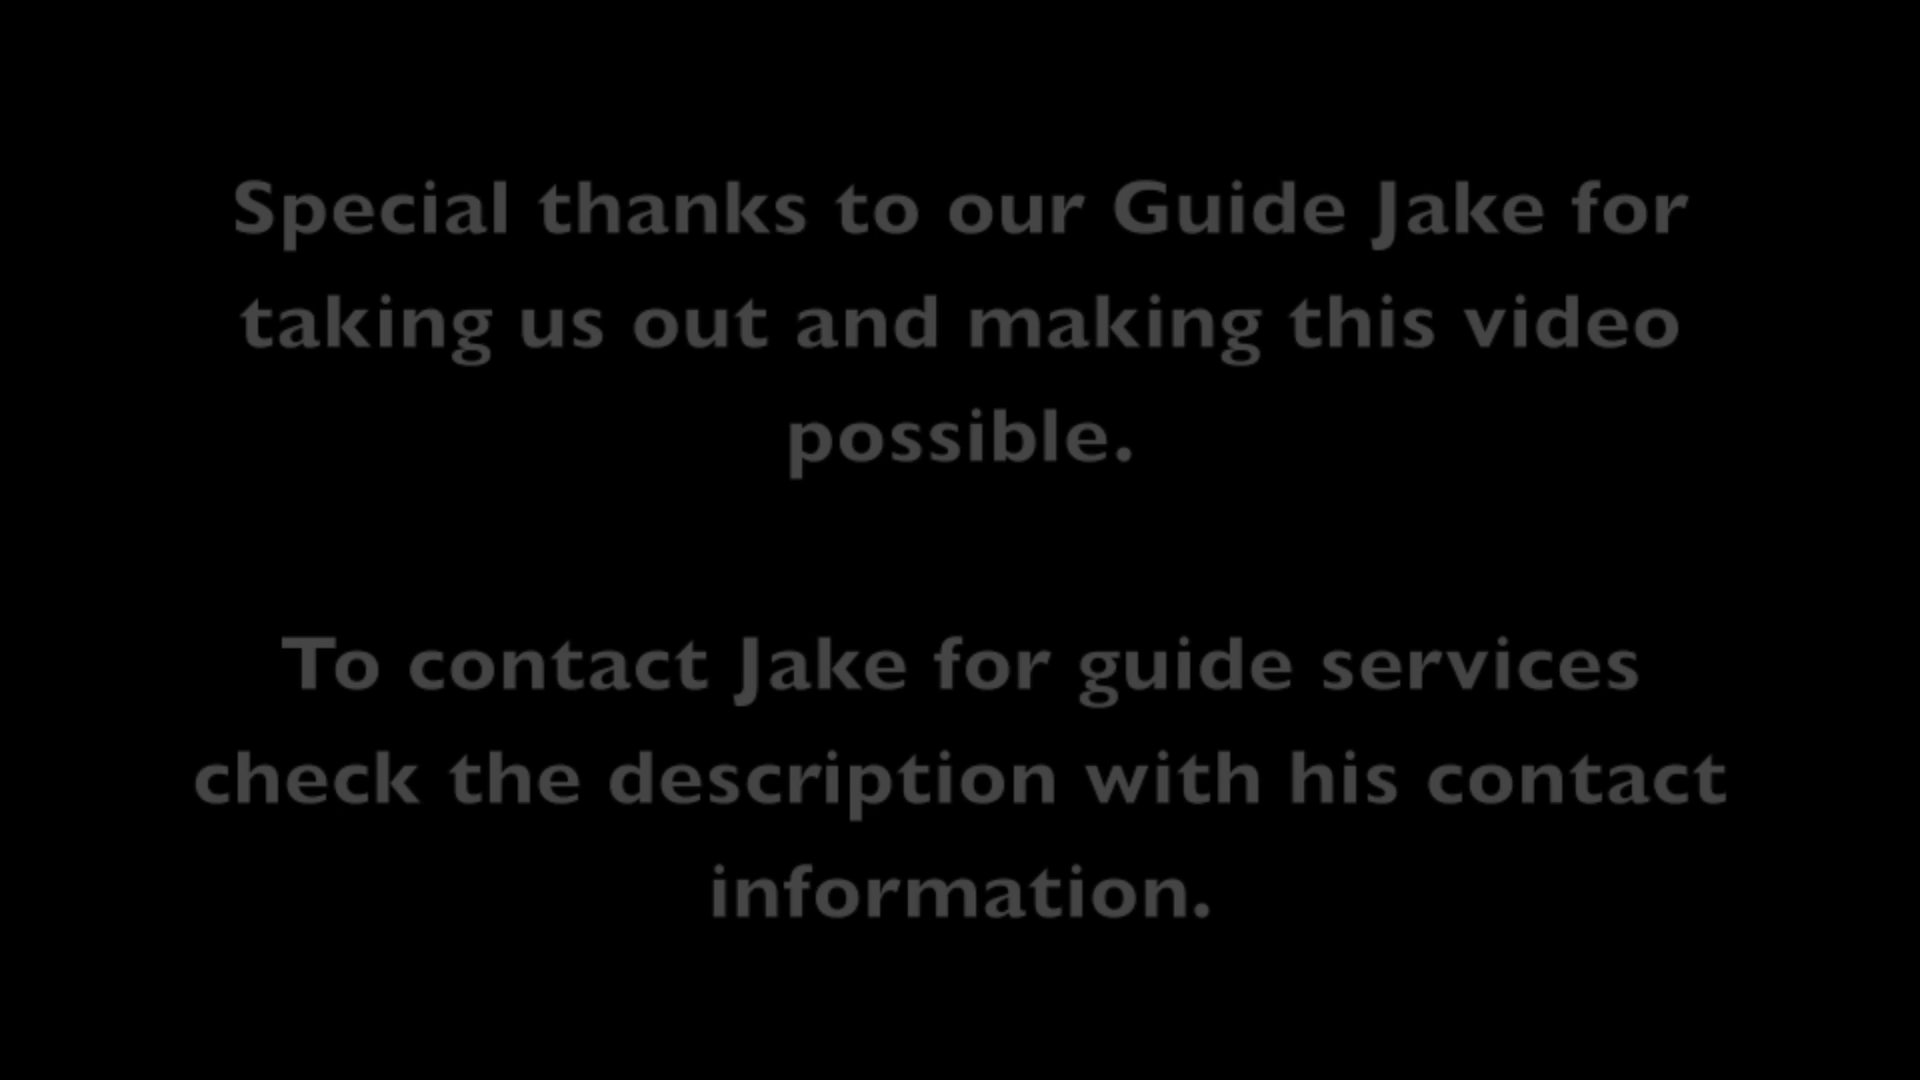 Special thanks to our Guide Jake for
taking us out and making this video
possible.
To contact Jake for guide services
check the description with his contact
information.